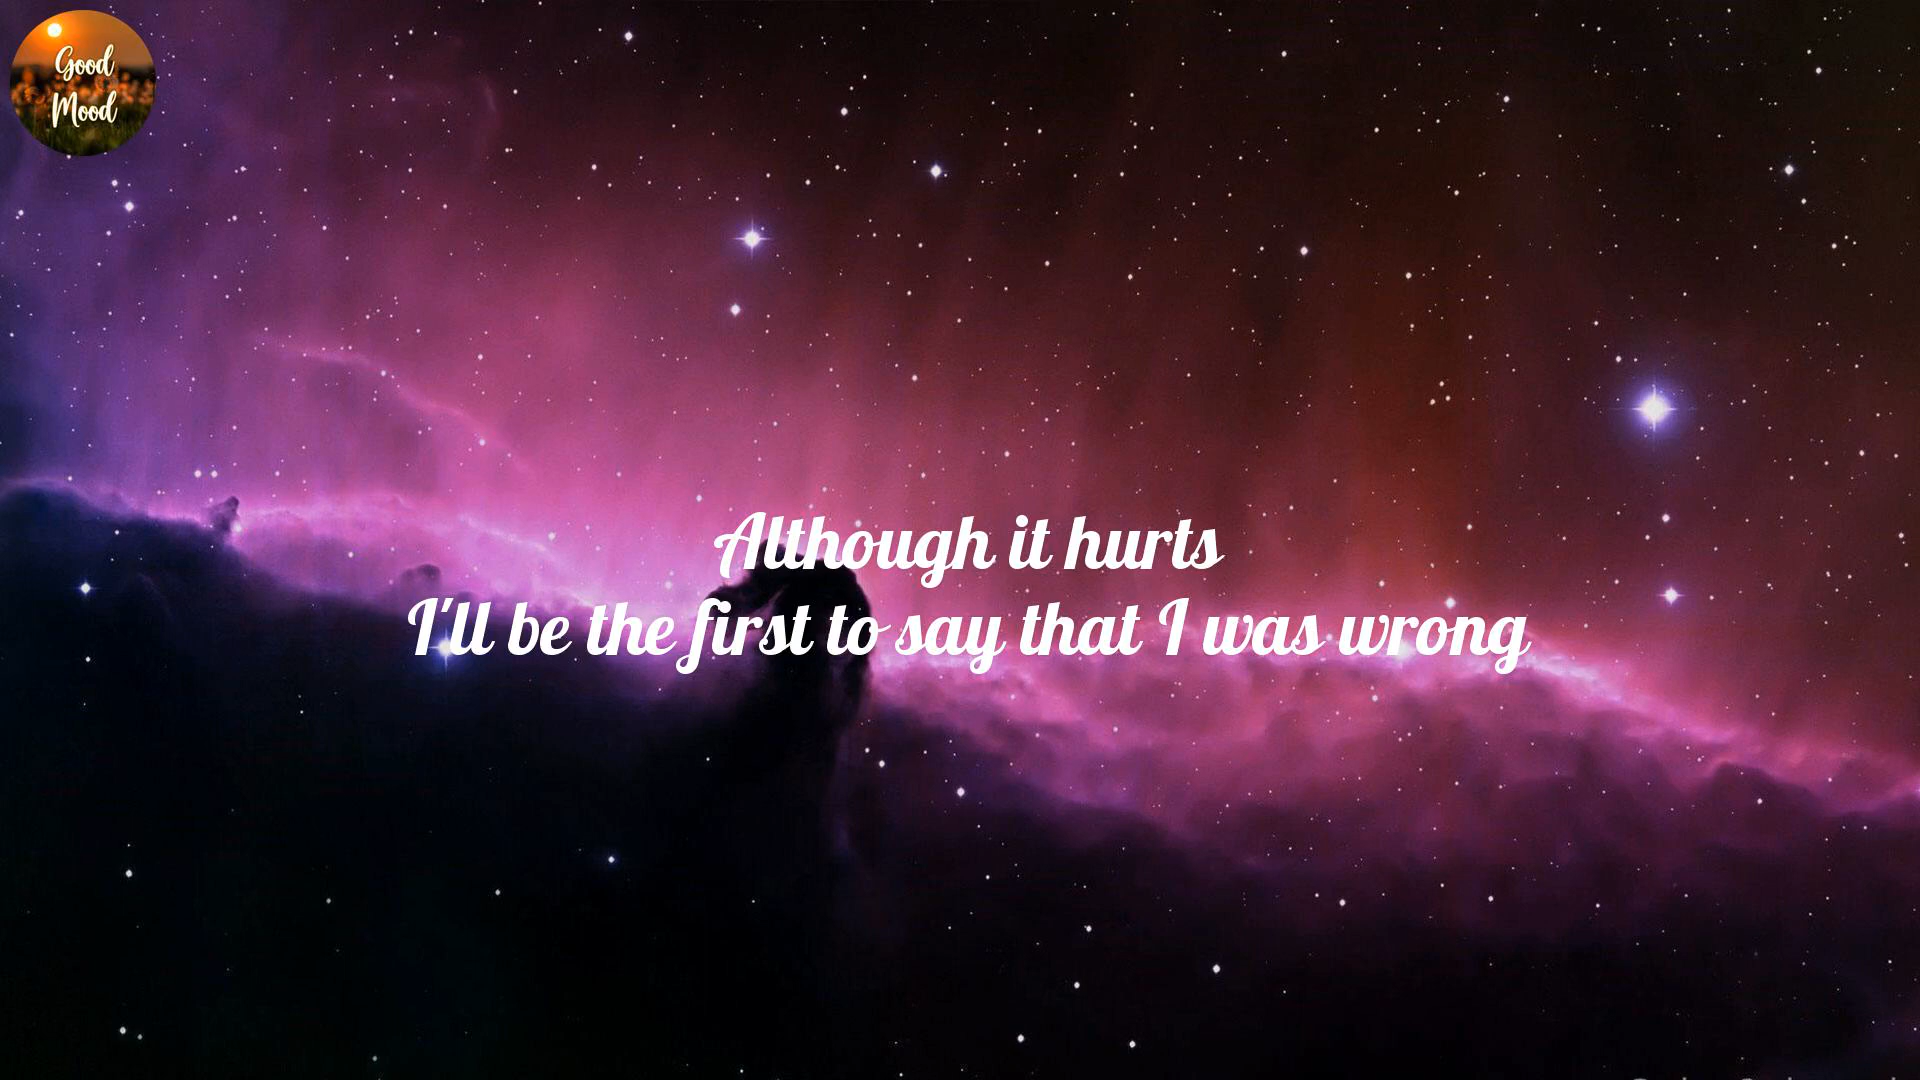 Good
Mood
Although it hurts
I'll be the first to say that I was wrong